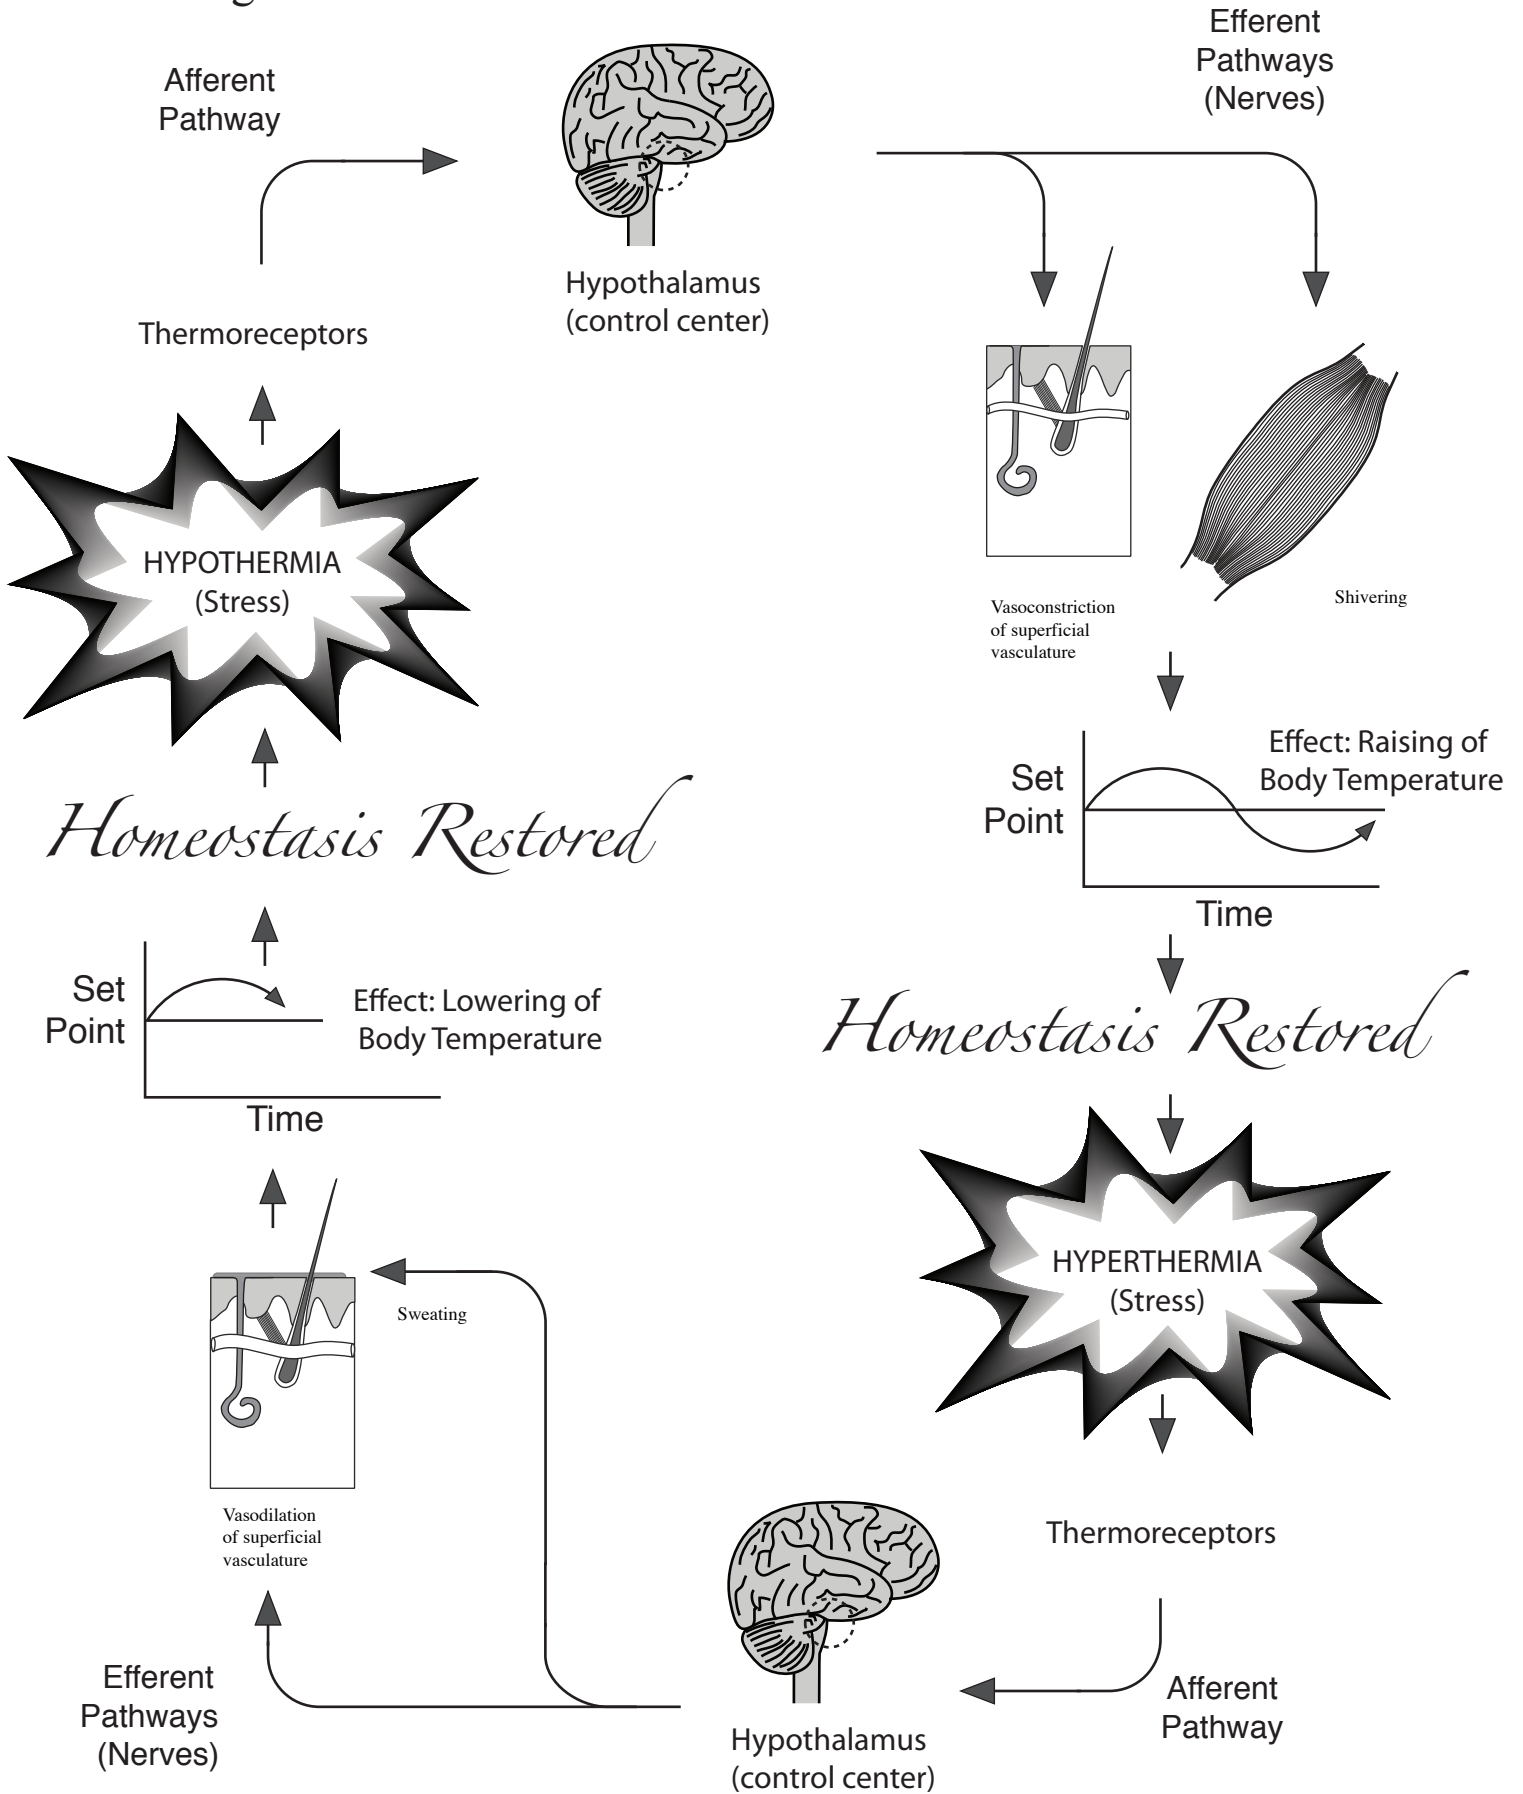 Afferent
Pathway
Efferent
Pathways
(Nerves)
Hypothalamus
(control center)
Thermoreceptors
HYPOTHERMIA
(Stress)
Vasoconstriction
of superficial
vasculature
Shivering
Set
Point
Effect: Raising of
Body Temperature
Time
Homeostasis Restored
Homeostasis Restored
Set
Point
Effect: Lowering of
Body Temperature
Time
HYPERTHERMIA
(Stress)
Sweating
Vasodilation
of superficial
vasculature
Thermoreceptors
Efferent
Pathways
(Nerves)
Afferent
Pathway
Hypothalamus
(control center)